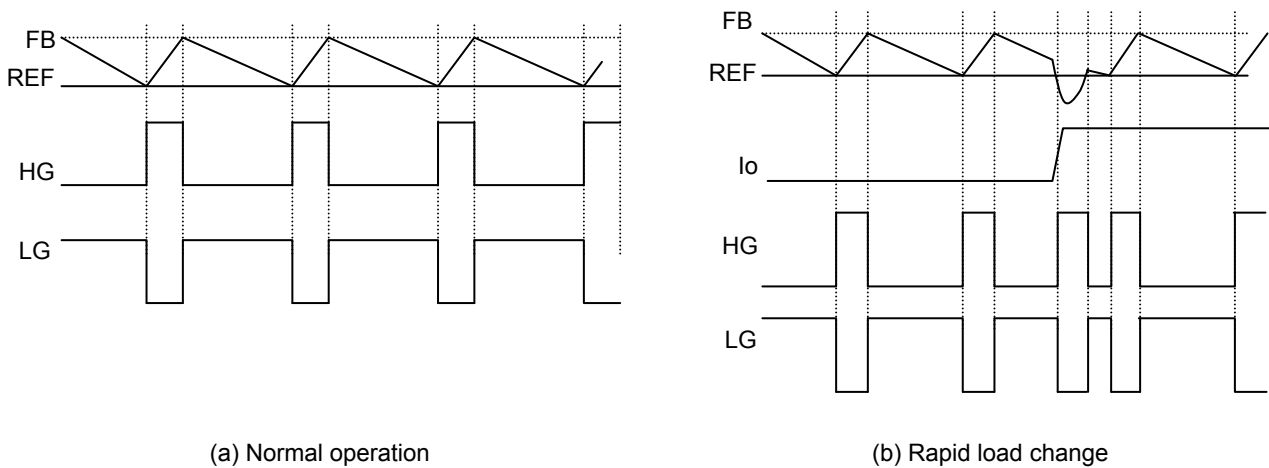 FB
REF
HG
LG
(a) Normal operation
FB
REF
Io
HG
LG
(b) Rapid load change